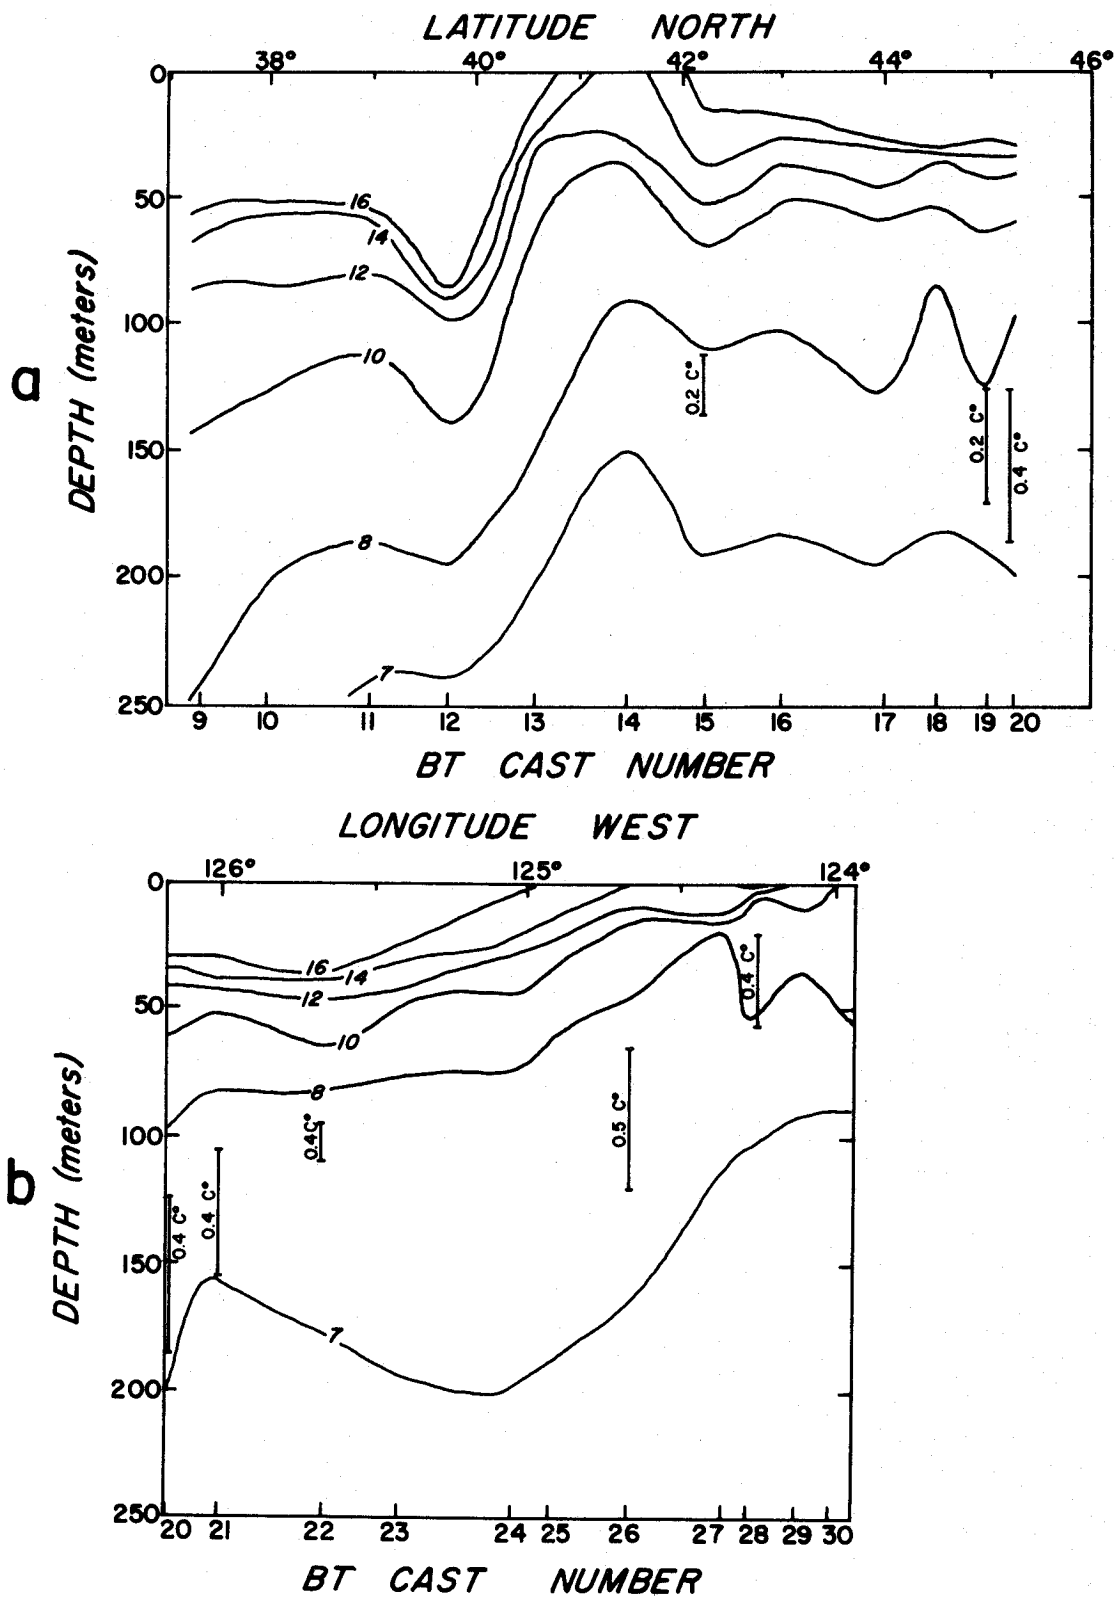 LATITUDE NORTH
38° 40° 42° 44° 46°
0
50
100
150
200
250
DEPTH (meters)
a
16
14
12
10
8
7
0.2 C°
0.2 C°
0.4 C°
9 10 11 12 13 14 15 16 17 18 19 20
BT CAST NUMBER
LONGITUDE WEST
126° 125° 124°
0
50
100
150
200
250
DEPTH (meters)
b
16
14
12
10
8
7
0.4 C°
0.4 C°
0.4C°
0.5 C°
0.4 C°
20 21 22 23 24 25 26 27 28 29 30
BT CAST NUMBER